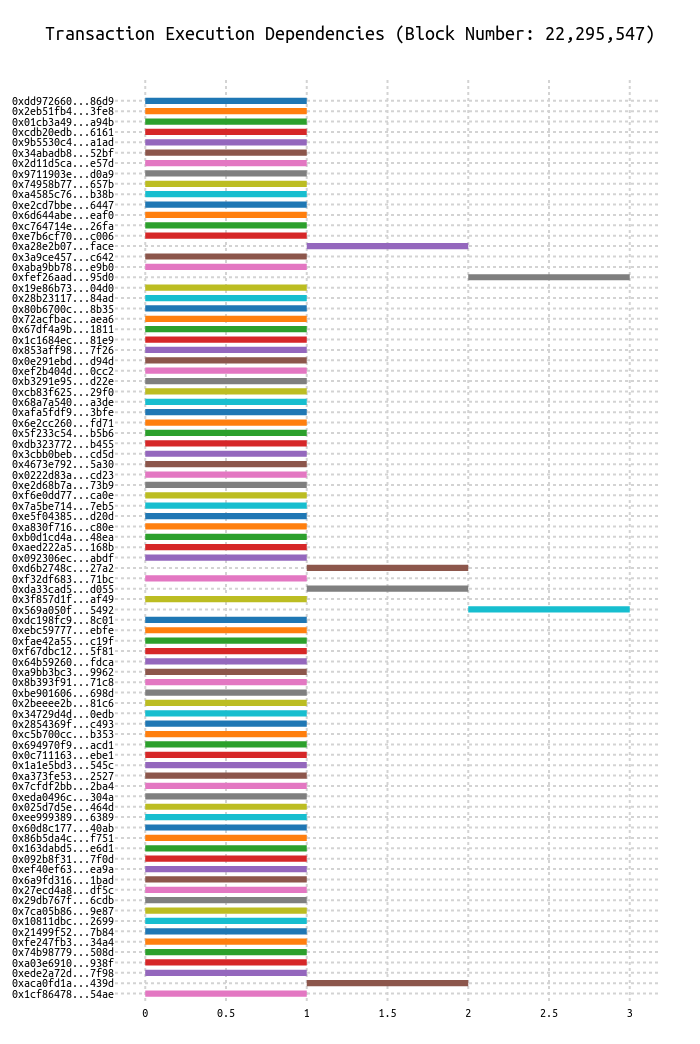 Transaction Execution Dependencies (Block Number: 22,295,547)
0xdd972660...86d9
0x2eb51fb4...3fe8
0x01cb3a49...a94b
0xcdb20edb...6161
0x9b5530c4...a1ad
0x34abadb8...52bf
0x2d11d5ca...e57d
0x9711903e...d0a9
0x74958b77...657b
0xa4585c76...b38b
0xe2cd7bbe...6447
0x6d644abe...eaf0
0xc764714e...26fa
0xe7b6cf70...c006
0xa28e2b07...face
0x3a9ce457...c642
0xaba9bb78...e9b0
0xfef26aad...95d0
0x19e86b73...04d0
0x28b23117...84ad
0x80b6700c...8b35
0x72acfbac...aea6
0x67df4a9b...1811
0x1c1684ec...81e9
0x853aff98...7f26
0x0e291ebd...d94d
0xef2b404d...0cc2
0xb3291e95...d22e
0xcb83f625...29f0
0x68a7a540...a3de
0xafa5fdf9...3bfe
0x6e2cc260...fd71
0x5f233c54...b5b6
0xdb323772...b455
0x3cbb0beb...cd5d
0x4673e792...5a30
0x0222d83a...cd23
0xe2d68b7a...73b9
0xf6e0dd77...ca0e
0x7a5be714...7eb5
0xe5f04385...d20d
0xa830f716...c80e
0xb0d1cd4a...48ea
0xaed222a5...168b
0x092306ec...abdf
0xd6b2748c...27a2
0xf32df683...71bc
0xda33cad5...d055
0x3f857d1f...af49
0x569a050f...5492
0xdc198fc9...8c01
0xebc59777...ebfe
0xfae42a55...c19f
0xf67dbc12...5f81
0x64b59260...fdca
0xa9bb3bc3...9962
0x8b393f91...71c8
0xbe901606...698d
0x2beeee2b...81c6
0x34729d4d...0edb
0x2854369f...c493
0xc5b700cc...b353
0x694970f9...acd1
0x0c711163...ebe1
0x1a1e5bd3...545c
0xa373fe53...2527
0x7cfdf2bb...2ba4
0xeda0496c...304a
0x025d7d5e...464d
0xee999389...6389
0x60d8c177...40ab
0x86b5da4c...f751
0x163dabd5...e6d1
0x092b8f31...7f0d
0xef40ef63...ea9a
0x6a9fd316...1bad
0x27ecd4a8...df5c
0x29db767f...6cdb
0x7ca05b86...9e87
0x10811dbc...2699
0x21499f52...7b84
0xfe247fb3...34a4
0x74b98779...508d
0xa03e6910...938f
0xede2a72d...7f98
0xaca0fd1a...439d
0x1cf86478...54ae
0 0.5 1 1.5 2 2.5 3